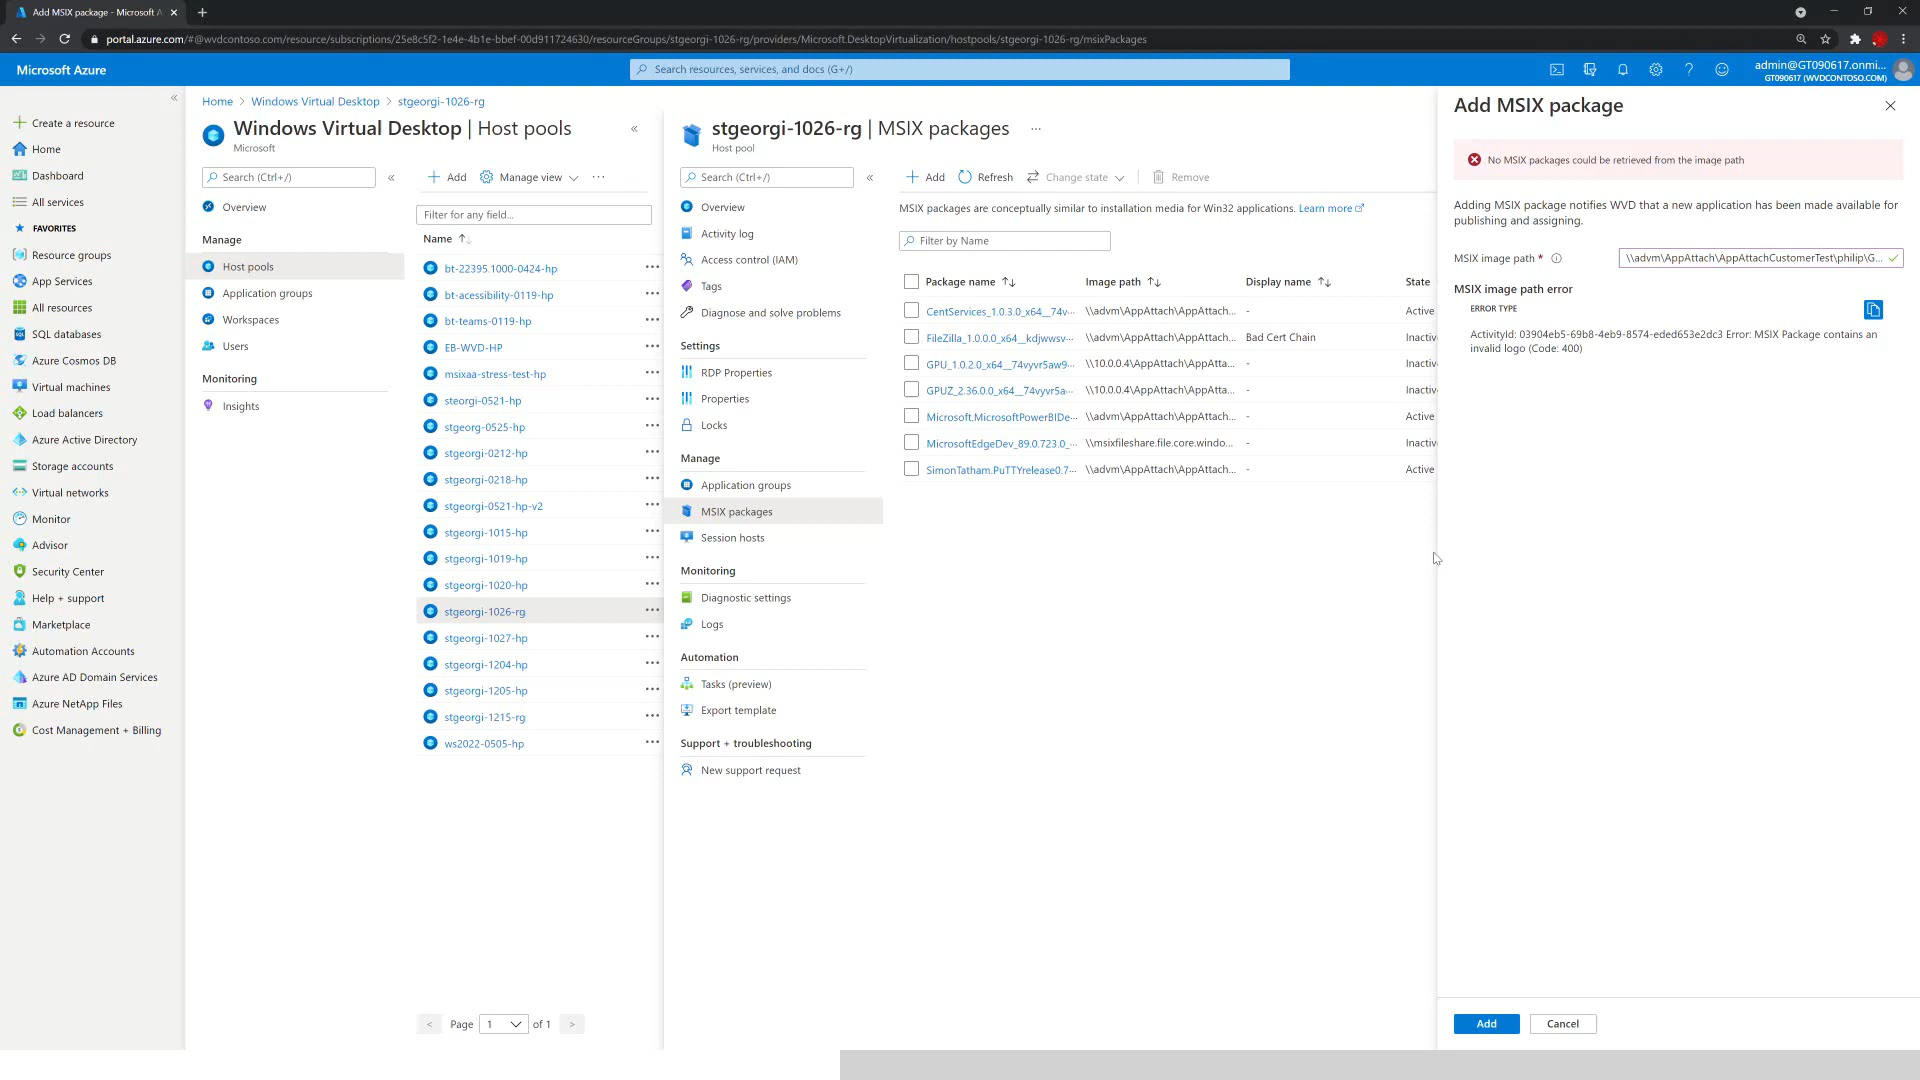 Add MSIX package - Microsoft A
portal.azure.com/#@wvdcontoso.com/resource/subscriptions/25e8c5f2-1e4e-4b1e-bbef-00d911724630/resourceGroups/stgeorgi-1026-rg/providers/Microsoft.DesktopVirtualization/hostpools/stgeorgi-1026-rg/msixPackages
Microsoft Azure
Search resources, services, and docs (G+/)
admin@GT090617.onmi...
GT090617 (WVDCONTOSO.COM)
Create a resource
Home
Dashboard
All services
FAVORITES
Resource groups
App Services
All resources
SQL databases
Azure Cosmos DB
Virtual machines
Load balancers
Azure Active Directory
Storage accounts
Virtual networks
Monitor
Advisor
Security Center
Help + support
Marketplace
Automation Accounts
Azure AD Domain Services
Azure NetApp Files
Cost Management + Billing
Home > Windows Virtual Desktop > stgeorgi-1026-rg
Windows Virtual Desktop | Host pools
Microsoft
Search (Ctrl+/)
Overview
Manage
Host pools
Application groups
Workspaces
Users
Monitoring
Insights
Add
Manage view
Filter for any field...
Name
bt-22395.1000-0424-hp
bt-acessibility-0119-hp
bt-teams-0119-hp
EB-WVD-HP
msixaa-stress-test-hp
steorgi-0521-hp
stgeorg-0525-hp
stgeorgi-0212-hp
stgeorgi-0218-hp
stgeorgi-0521-hp-v2
stgeorgi-1015-hp
stgeorgi-1019-hp
stgeorgi-1020-hp
stgeorgi-1026-rg
stgeorgi-1027-hp
stgeorgi-1204-hp
stgeorgi-1205-hp
stgeorgi-1215-rg
ws2022-0505-hp
< Page 1 of 1 >
stgeorgi-1026-rg | MSIX packages
Host pool
Search (Ctrl+/)
Overview
Activity log
Access control (IAM)
Tags
Diagnose and solve problems
Settings
RDP Properties
Properties
Locks
Manage
Application groups
MSIX packages
Session hosts
Monitoring
Diagnostic settings
Logs
Automation
Tasks (preview)
Export template
Support + troubleshooting
New support request
Add
Refresh
Change state
Remove
MSIX packages are conceptually similar to installation media for Win32 applications. Learn more
Filter by Name
Package name Image path Display name State
CentServices_1.0.3.0_x64__74v... \\advm\AppAttach\AppAttach... - Active
FileZilla_1.0.0.0_x64__kdjwwsv... \\advm\AppAttach\AppAttach... Bad Cert Chain Inactiv
GPU_1.0.2.0_x64__74vyvr5aw9... \\10.0.0.4\AppAttach\AppAtta... - Inactiv
GPUZ_2.36.0.0_x64__74vyvr5a... \\10.0.0.4\AppAttach\AppAtta... - Inactiv
Microsoft.MicrosoftPowerBIDe... \\advm\AppAttach\AppAttach... - Active
MicrosoftEdgeDev_89.0.723.0_... \\msixfileshare.file.core.windo... - Inactiv
SimonTatham.PuTTYrelease0.7... \\advm\AppAttach\AppAttach... - Active
Add MSIX package
No MSIX packages could be retrieved from the image path
Adding MSIX package notifies WVD that a new application has been made available for
publishing and assigning.
MSIX image path * \\advm\AppAttach\AppAttachCustomerTest\philip\G...
MSIX image path error
ERROR TYPE
ActivityId: 03904eb5-69b8-4eb9-8574-eded653e2dc3 Error: MSIX Package contains an
invalid logo (Code: 400)
Add
Cancel